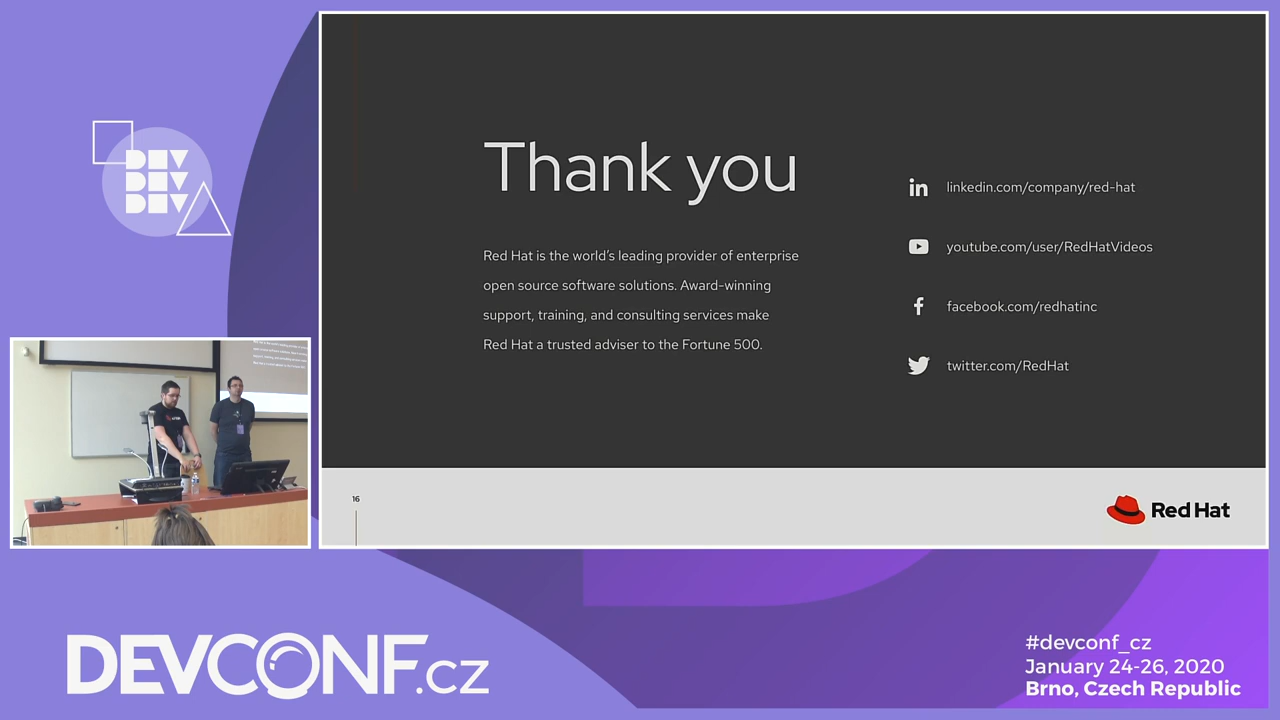 DEV
DEV
DEV
Thank you
Red Hat is the world's leading provider of enterprise
open source software solutions. Award-winning
support, training, and consulting services make
Red Hat a trusted adviser to the Fortune 500.
linkedin.com/company/red-hat
youtube.com/user/RedHatVideos
facebook.com/redhatinc
twitter.com/RedHat
16
Red Hat
DEVCONF.cz
#devconf_cz
January 24-26, 2020
Brno, Czech Republic